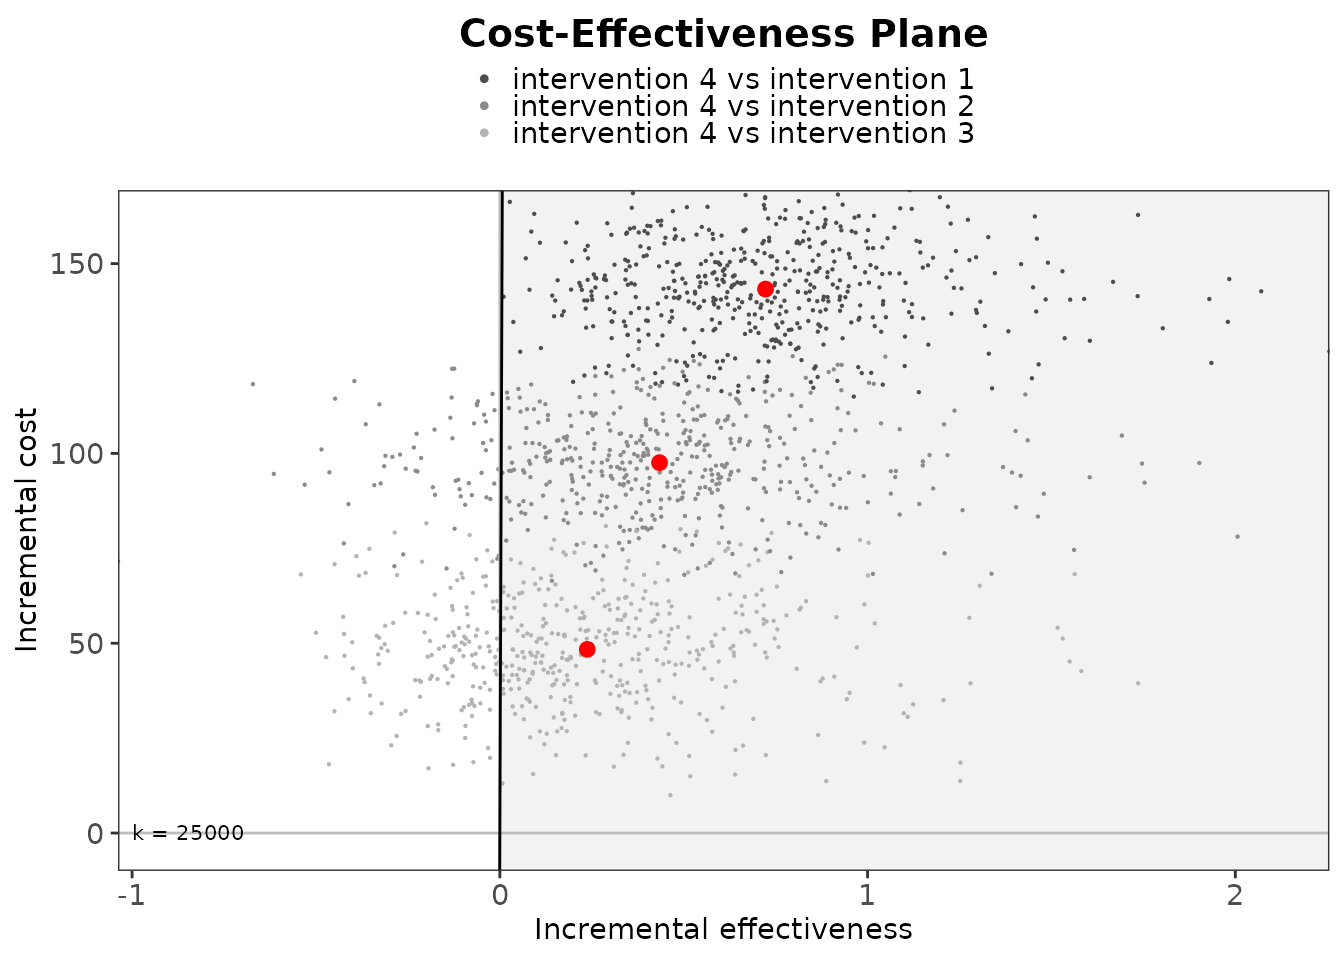 Cost-Effectiveness Plane
intervention 4 vs intervention 1
intervention 4 vs intervention 2
intervention 4 vs intervention 3
150
100
50
0
Incremental cost
k = 25000
-1 0 1 2
Incremental effectiveness